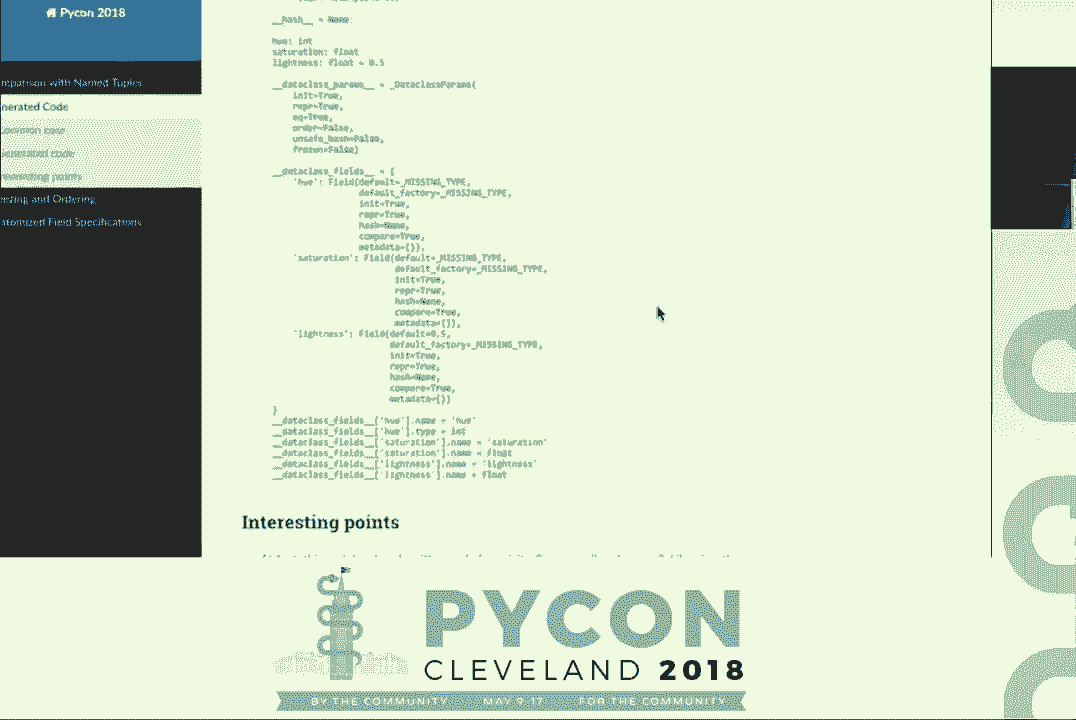 Pycon 2018
mparison with Named Tuples
nerated Code
Common case
Generated code
nteresting points
eezing and Ordering
stomized Field Specifications
__hash__ = None
hue: int
saturation: float
lightness: float = 0.5
__dataclass_params__ = _DataclassParams(
init=True,
repr=True,
eq=True,
order=False,
unsafe_hash=False,
frozen=False)
__dataclass_fields__ = {
'hue': Field(default=_MISSING_TYPE,
default_factory=_MISSING_TYPE,
init=True,
repr=True,
hash=None,
compare=True,
metadata={}),
'saturation': Field(default=_MISSING_TYPE,
default_factory=_MISSING_TYPE,
init=True,
repr=True,
hash=None,
compare=True,
metadata={}),
'lightness': Field(default=0.5,
default_factory=_MISSING_TYPE,
init=True,
repr=True,
hash=None,
compare=True,
metadata={})
}
__dataclass_fields__['hue'].name = 'hue'
__dataclass_fields__['hue'].type = int
__dataclass_fields__['saturation'].name = 'saturation'
__dataclass_fields__['saturation'].name = float
__dataclass_fields__['lightness'].name = 'lightness'
__dataclass_fields__['lightness'].name = float
Interesting points
PYCON
CLEVELAND 2018
BY THE COMMUNITY MAY 9-17 FOR THE COMMUNITY